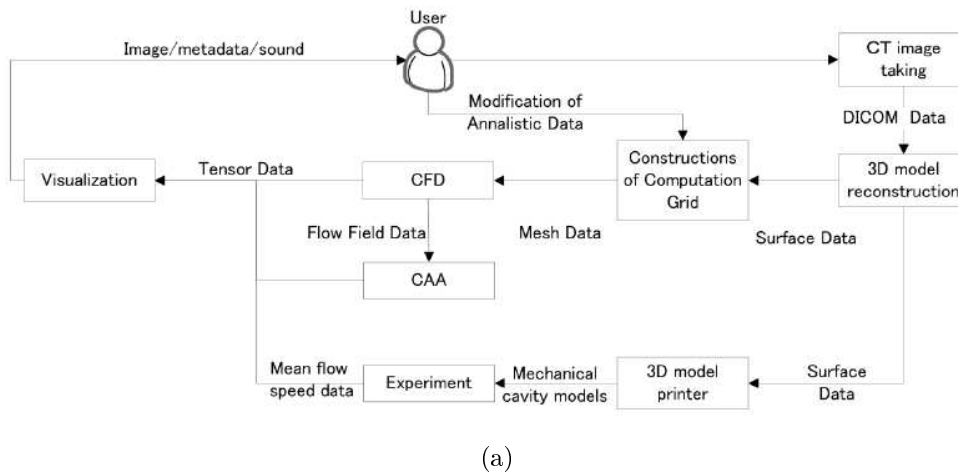 User
Image/metadata/sound
CT image
taking
Modification of
Annalistic Data
DICOM Data
Visualization
Tensor Data
CFD
Constructions
of Computation
Grid
3D model
reconstruction
Flow Field Data
Mesh Data
Surface Data
CAA
Mean flow
speed data
Experiment
Mechanical
cavity models
3D model
printer
Surface
Data
(a)